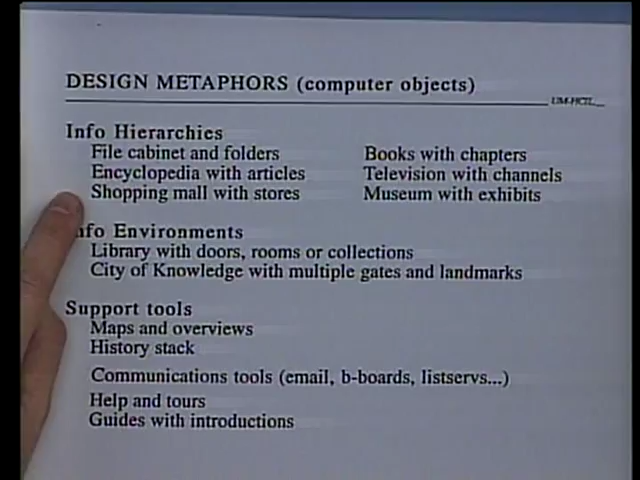 DESIGN METAPHORS (computer objects)
UM-HCIL
Info Hierarchies
File cabinet and folders Books with chapters
Encyclopedia with articles Television with channels
Shopping mall with stores Museum with exhibits
nfo Environments
Library with doors, rooms or collections
City of Knowledge with multiple gates and landmarks
Support tools
Maps and overviews
History stack
Communications tools (email, b-boards, listservs...)
Help and tours
Guides with introductions